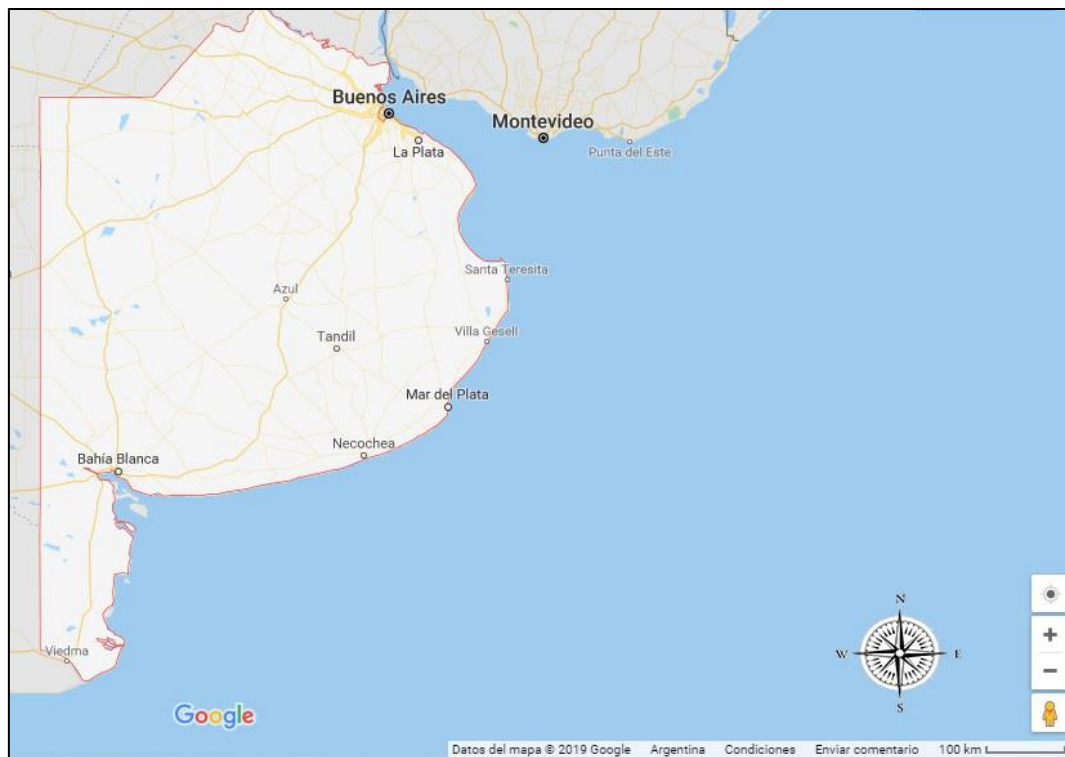 Buenos Aires
Montevideo
La Plata
Punta del Este
Santa Teresita
Azul
Villa Gesell
Tandil
Mar del Plata
Necochea
Bahía Blanca
N
W
E
S
Viedma
Google
Datos del mapa © 2019 Google Argentina Condiciones Enviar comentario 100 km